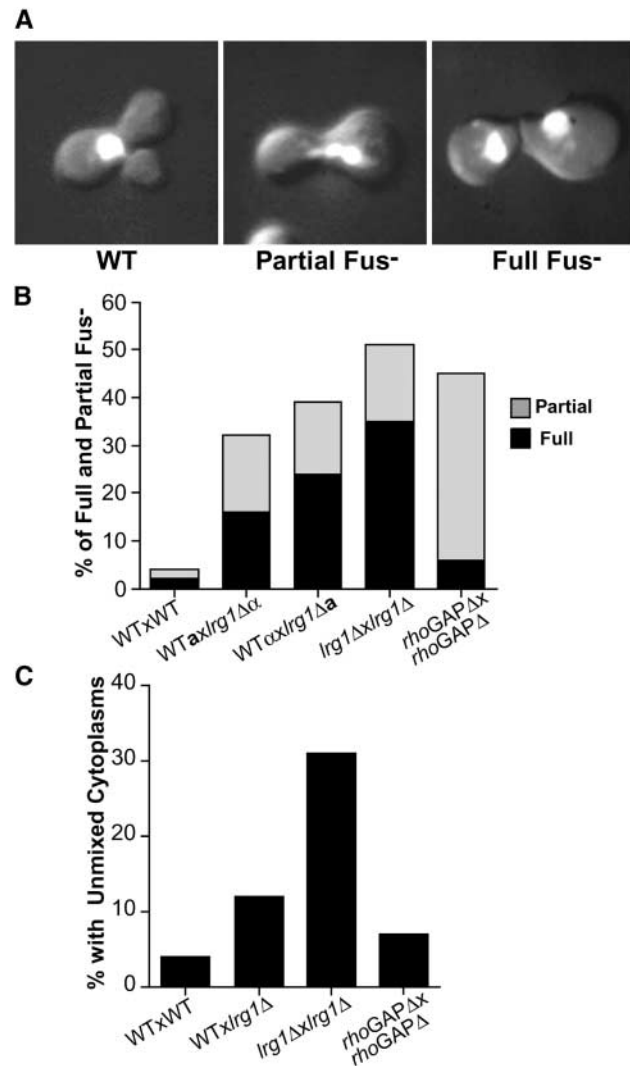 A
WT
Partial Fus-
Full Fus-
B
% of Full and Partial Fus-
60
50
40
30
20
10
0
Partial
Full
WTxWT
WTaxlrg1Δα
WTαxlrg1Δa
lrg1Δxlrg1Δ
rhoGAPΔx
rhoGAPΔ
C
% with Unmixed Cytoplasms
40
30
20
10
0
WTxWT
WTxlrg1Δ
lrg1Δxlrg1Δ
rhoGAPΔx
rhoGAPΔ